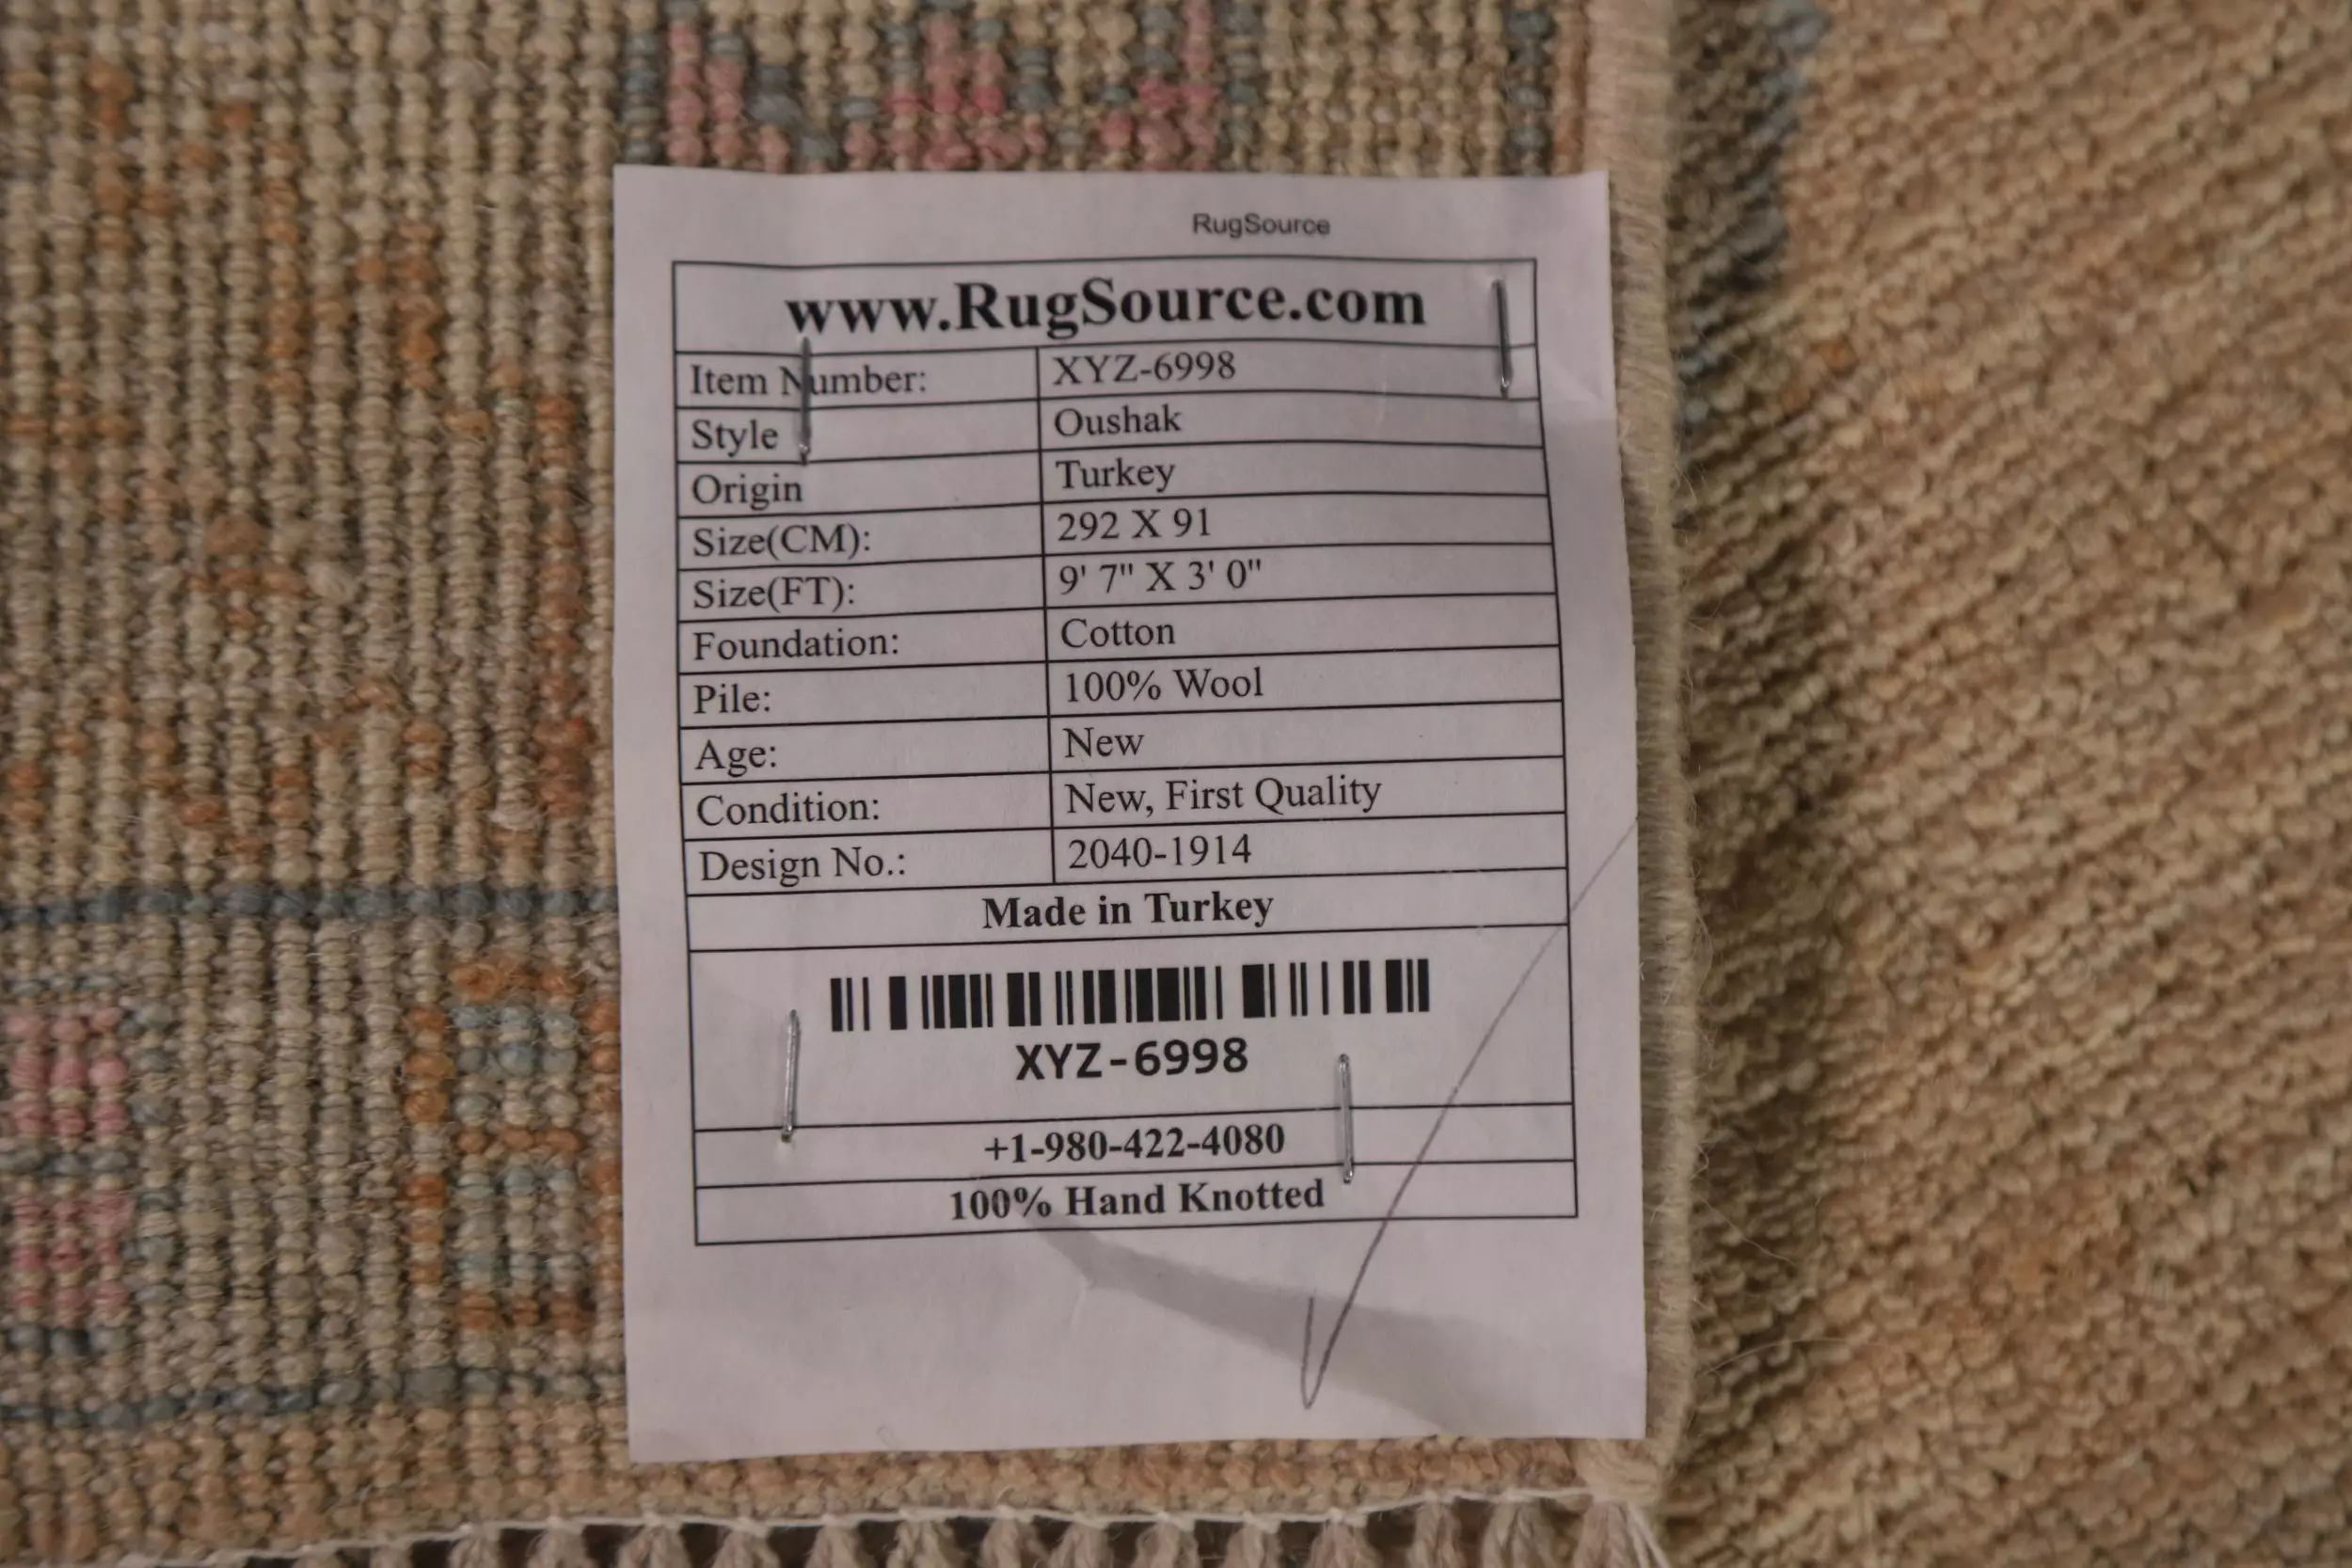 RugSource
www.RugSource.com
Item Number: XYZ-6998
Style Oushak
Origin Turkey
Size(CM): 292 X 91
Size(FT): 9' 7" X 3' 0"
Foundation: Cotton
Pile: 100% Wool
Age: New
Condition: New, First Quality
Design No.: 2040-1914
Made in Turkey
XYZ-6998
+1-980-422-4080
100% Hand Knotted